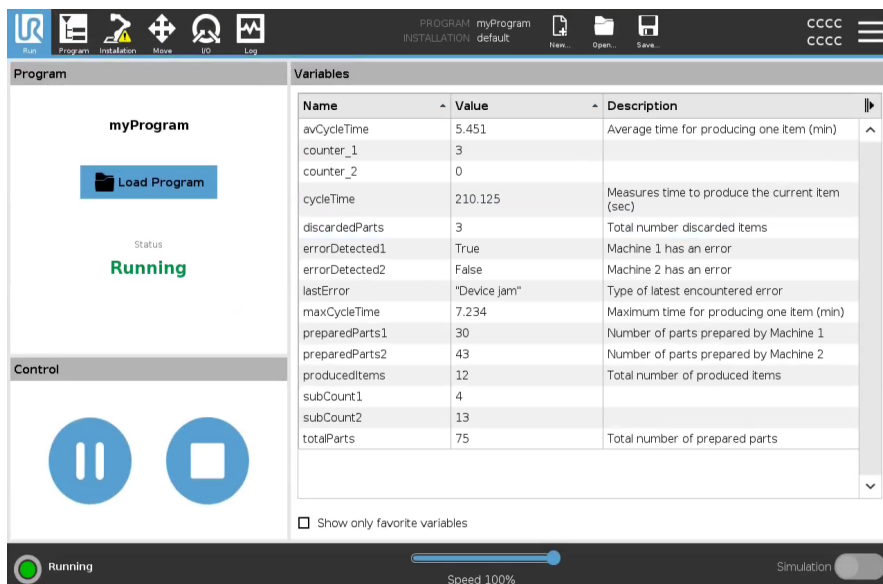 UR
PROGRAM myProgram
INSTALLATION default
CCCC
CCCC
Run Program Installation Move I/O Log New... Open... Save...
Program
myProgram
Load Program
Status
Running
Control
Variables
Name Value Description
avCycleTime 5.451 Average time for producing one item (min)
counter_1 3
counter_2 0
cycleTime 210.125 Measures time to produce the current item
(sec)
discardedParts 3 Total number discarded items
errorDetected1 True Machine 1 has an error
errorDetected2 False Machine 2 has an error
lastError "Device jam" Type of latest encountered error
maxCycleTime 7.234 Maximum time for producing one item (min)
preparedParts1 30 Number of parts prepared by Machine 1
preparedParts2 43 Number of parts prepared by Machine 2
producedItems 12 Total number of produced items
subCount1 4
subCount2 13
totalParts 75 Total number of prepared parts
Show only favorite variables
Running
Speed 100%
Simulation